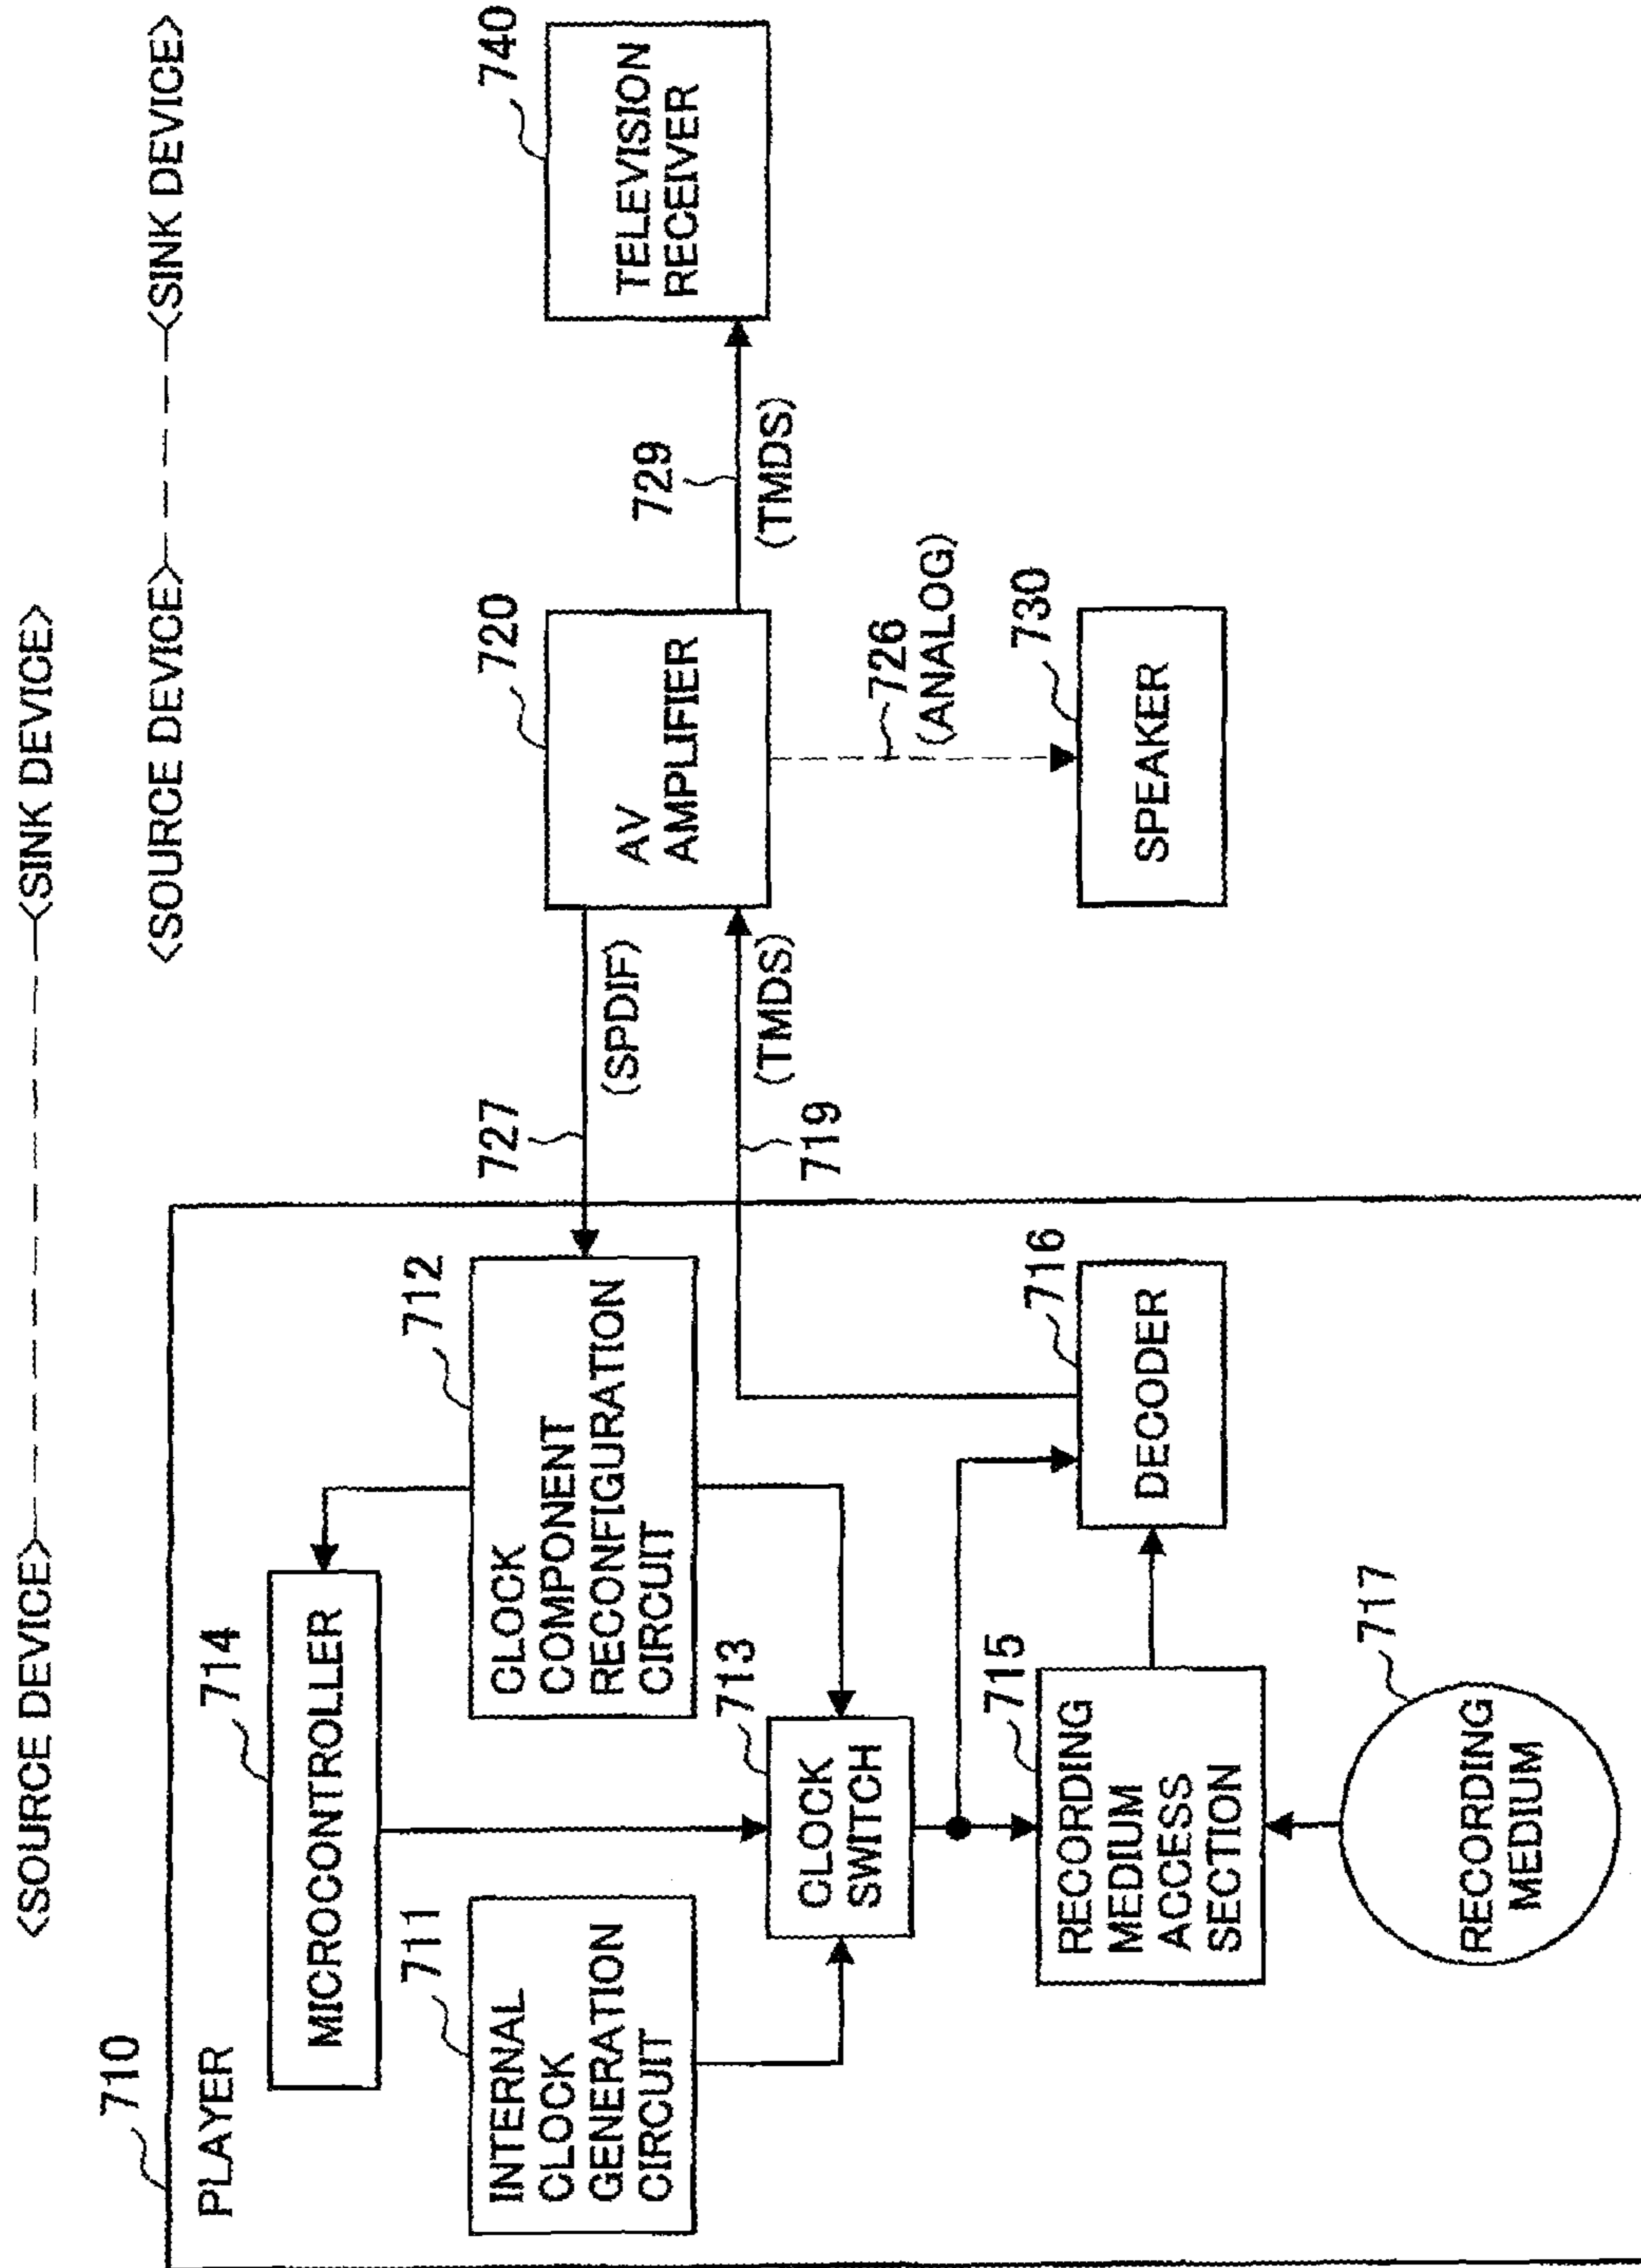 <SOURCE DEVICE> <SINK DEVICE>
<SOURCE DEVICE> <SINK DEVICE>
710
PLAYER
714
MICROCONTROLLER
711
INTERNAL
CLOCK
GENERATION
CIRCUIT
712
CLOCK
COMPONENT
RECONFIGURATION
CIRCUIT
713
CLOCK
SWITCH
715
RECORDING
MEDIUM
ACCESS
SECTION
716
DECODER
717
RECORDING
MEDIUM
727
(SPDIF)
719
(TMDS)
720
AV
AMPLIFIER
726
(ANALOG)
730
SPEAKER
729
(TMDS)
740
TELEVISION
RECEIVER